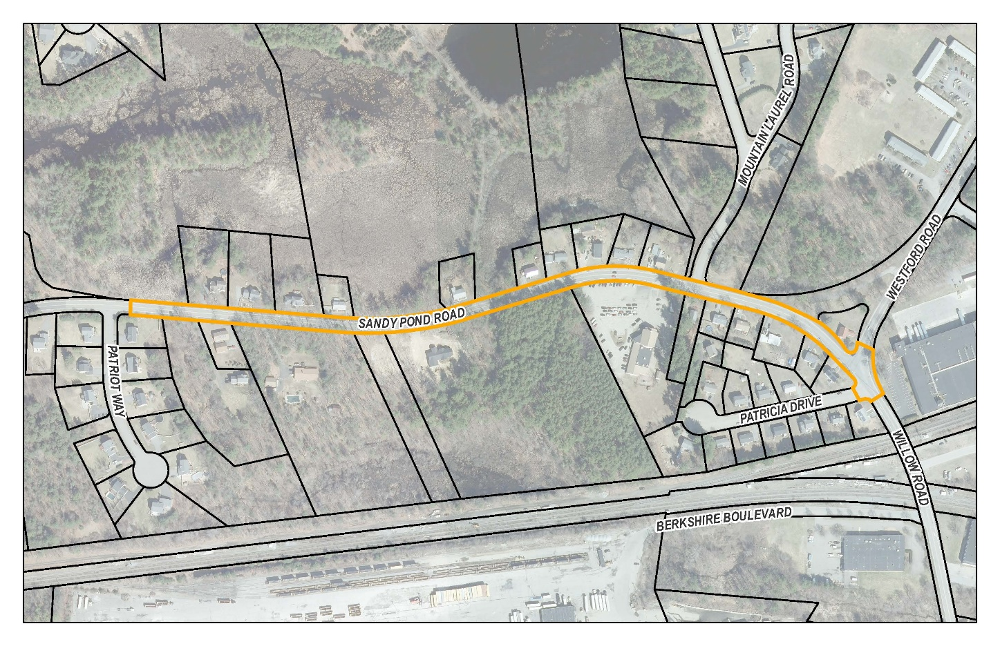 MOUNTAIN LAUREL ROAD
WESTFORD ROAD
SANDY POND ROAD
PATRIOT WAY
PATRICIA DRIVE
WILLOW ROAD
BERKSHIRE BOULEVARD